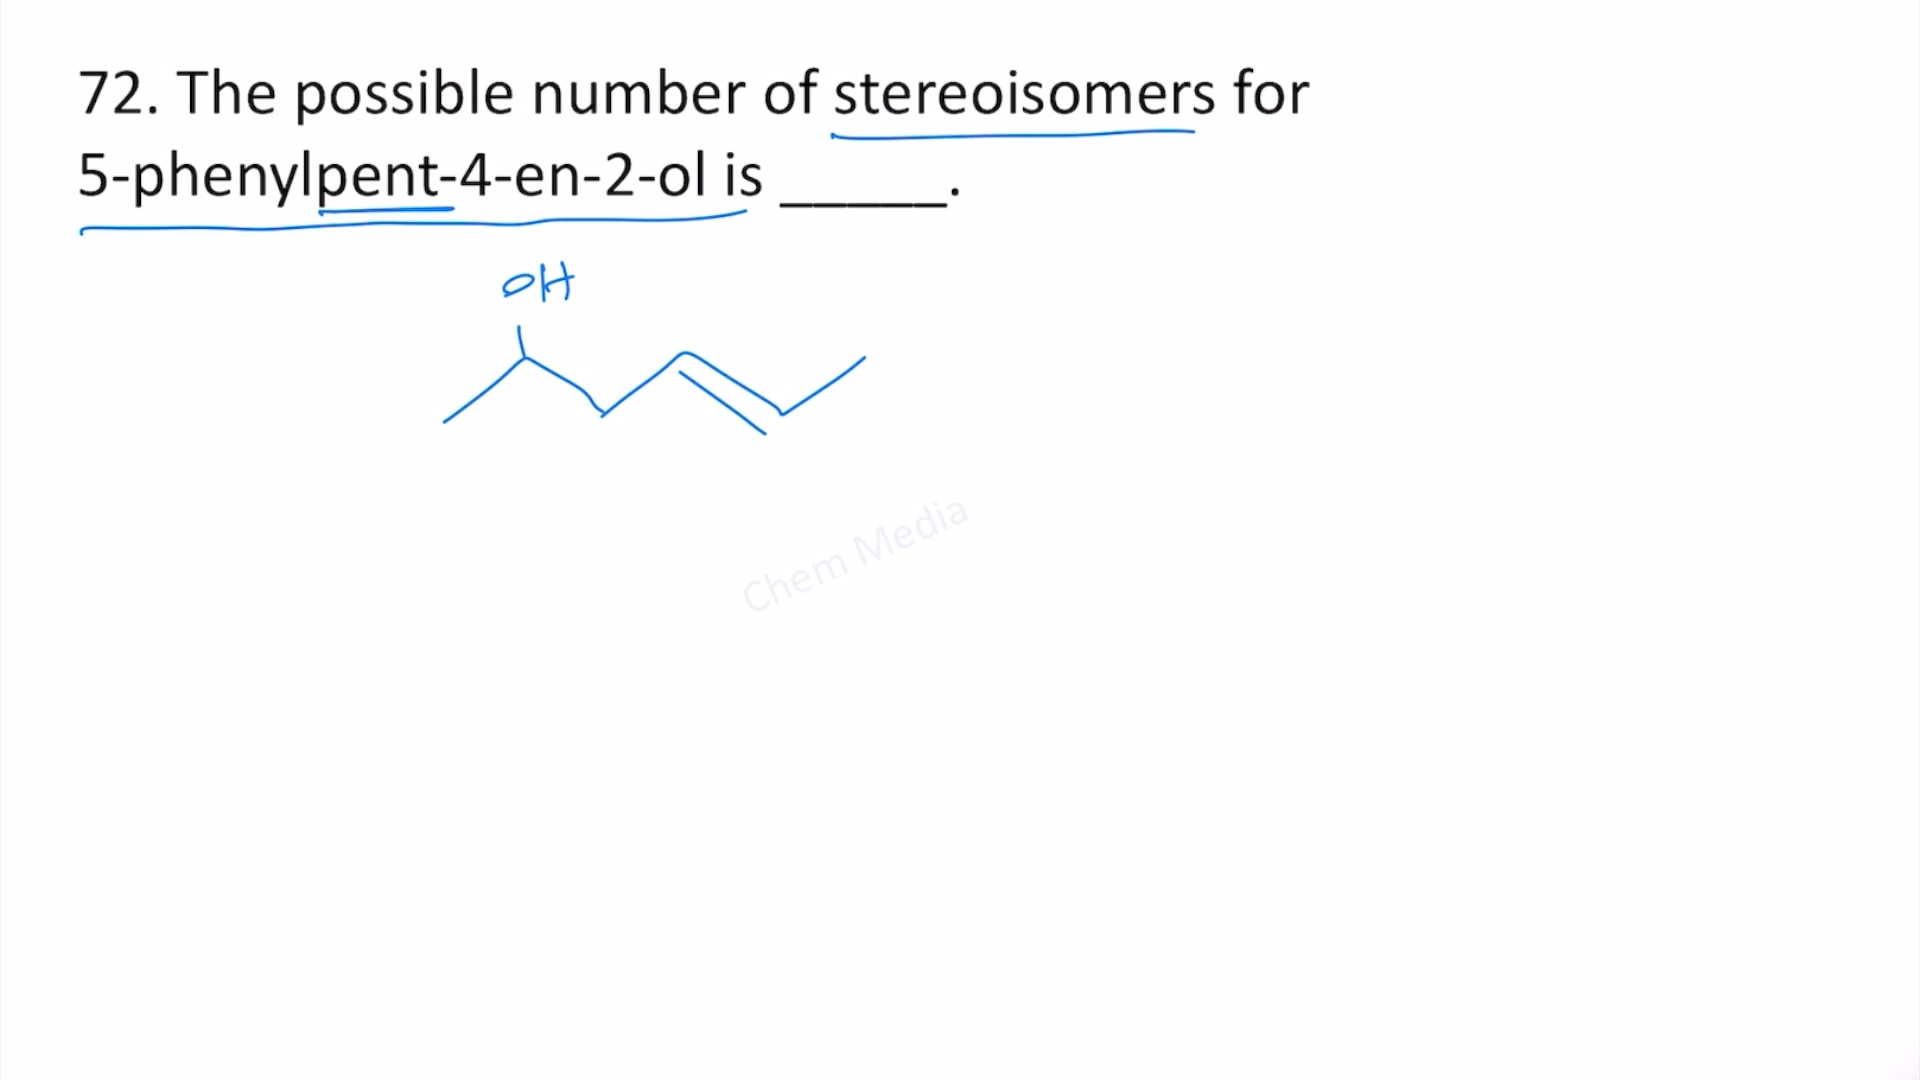 72. The possible number of stereoisomers for
5-phenylpent-4-en-2-ol is _____.
OH
Chem Media